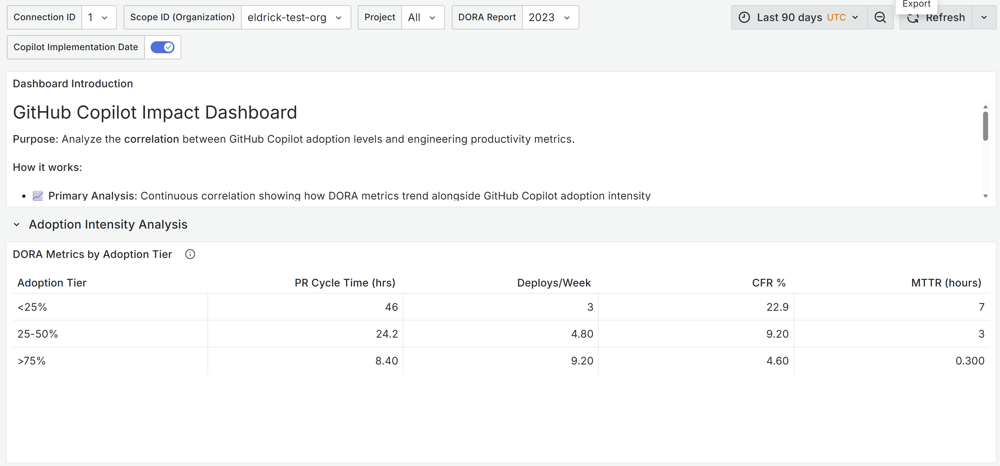 Export
Connection ID 1 Scope ID (Organization) eldrick-test-org Project All DORA Report 2023 Last 90 days UTC Refresh
Copilot Implementation Date
Dashboard Introduction
GitHub Copilot Impact Dashboard
Purpose: Analyze the correlation between GitHub Copilot adoption levels and engineering productivity metrics.
How it works:
• 📈 Primary Analysis: Continuous correlation showing how DORA metrics trend alongside GitHub Copilot adoption intensity
Adoption Intensity Analysis
DORA Metrics by Adoption Tier
Adoption Tier PR Cycle Time (hrs) Deploys/Week CFR % MTTR (hours)
<25% 46 3 22.9 7
25-50% 24.2 4.80 9.20 3
>75% 8.40 9.20 4.60 0.300